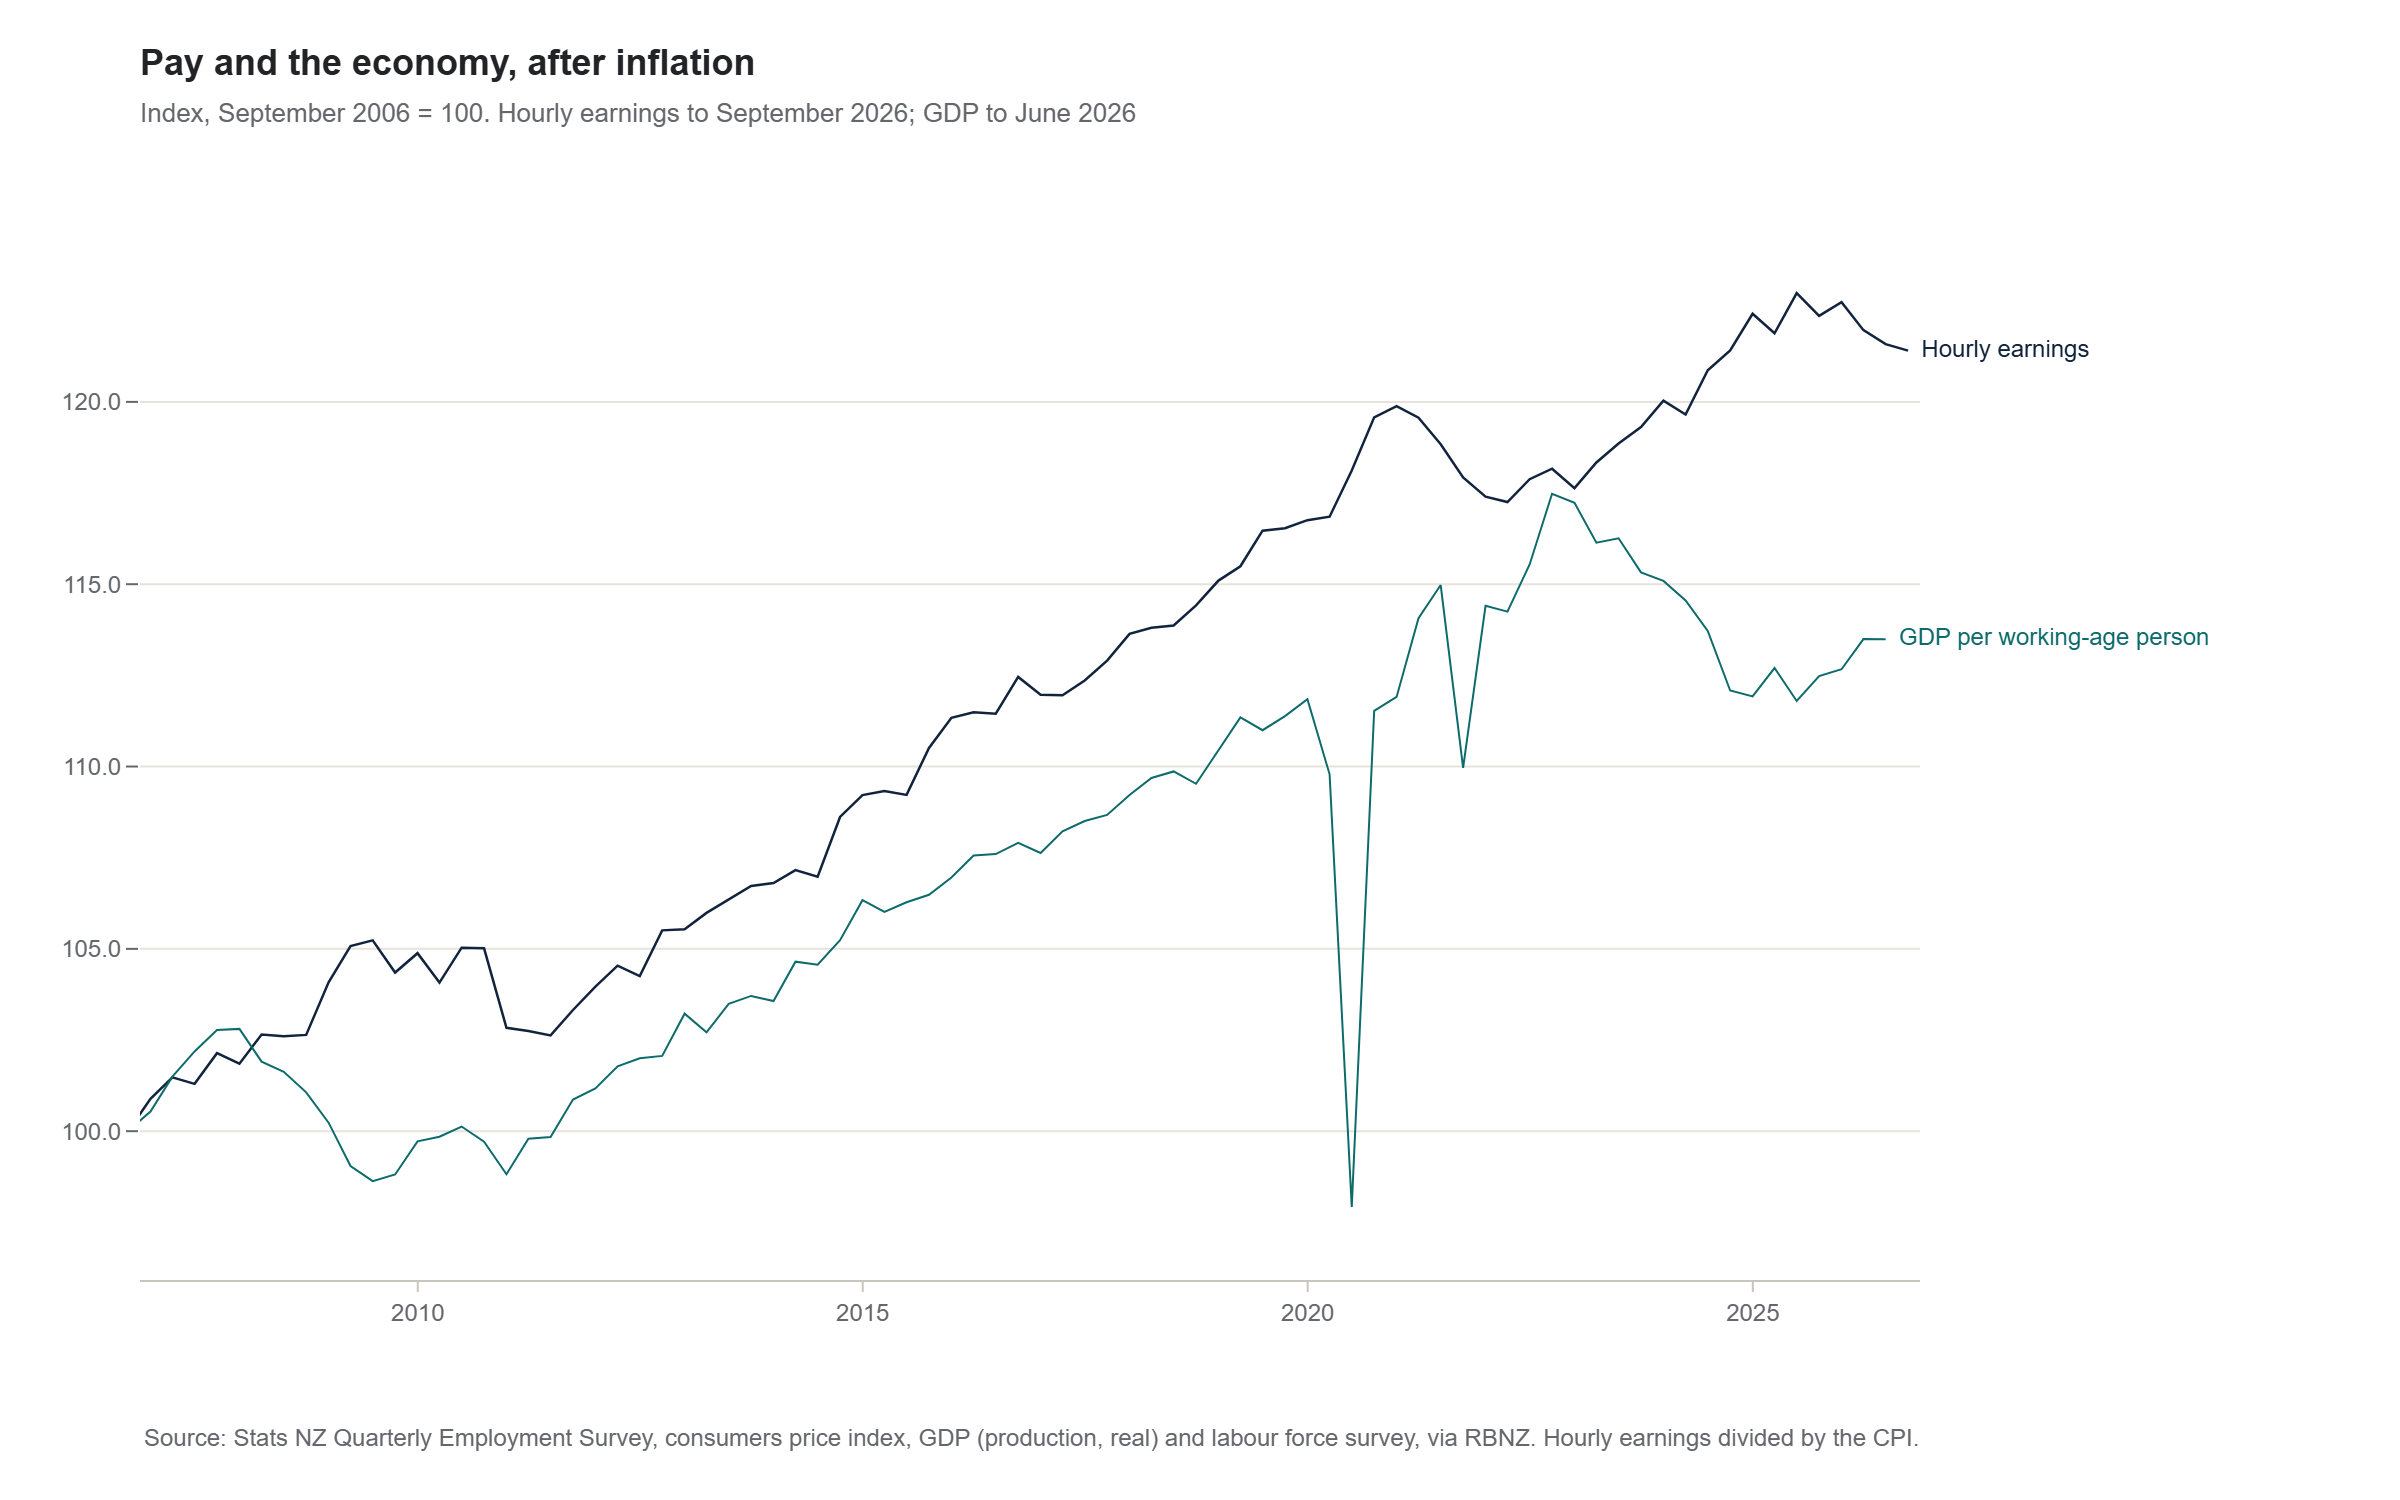 Pay and the economy, after inflation
Index, September 2006 = 100. Hourly earnings to September 2026; GDP to June 2026
Hourly earnings
120.0
115.0
GDP per working-age person
110.0
105.0
100.0
2010
2015
2020
2025
Source: Stats NZ Quarterly Employment Survey, consumers price index, GDP (production, real) and labour force survey, via RBNZ. Hourly earnings divided by the CPI.